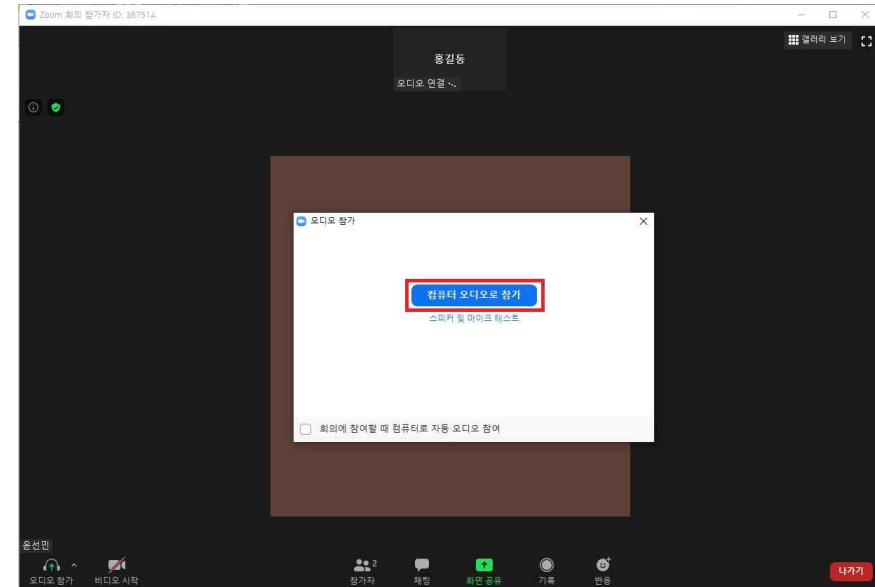 Zoom 회의 참가자 ID: 367514
갤러리 보기
홍길동
오디오 연결 ·.
오디오 참가
컴퓨터 오디오로 참가
스피커 및 마이크 테스트
회의에 참여할 때 컴퓨터로 자동 오디오 참여
윤선민
오디오 참가
비디오 시작
2
참가자
채팅
화면 공유
기록
반응
나가기